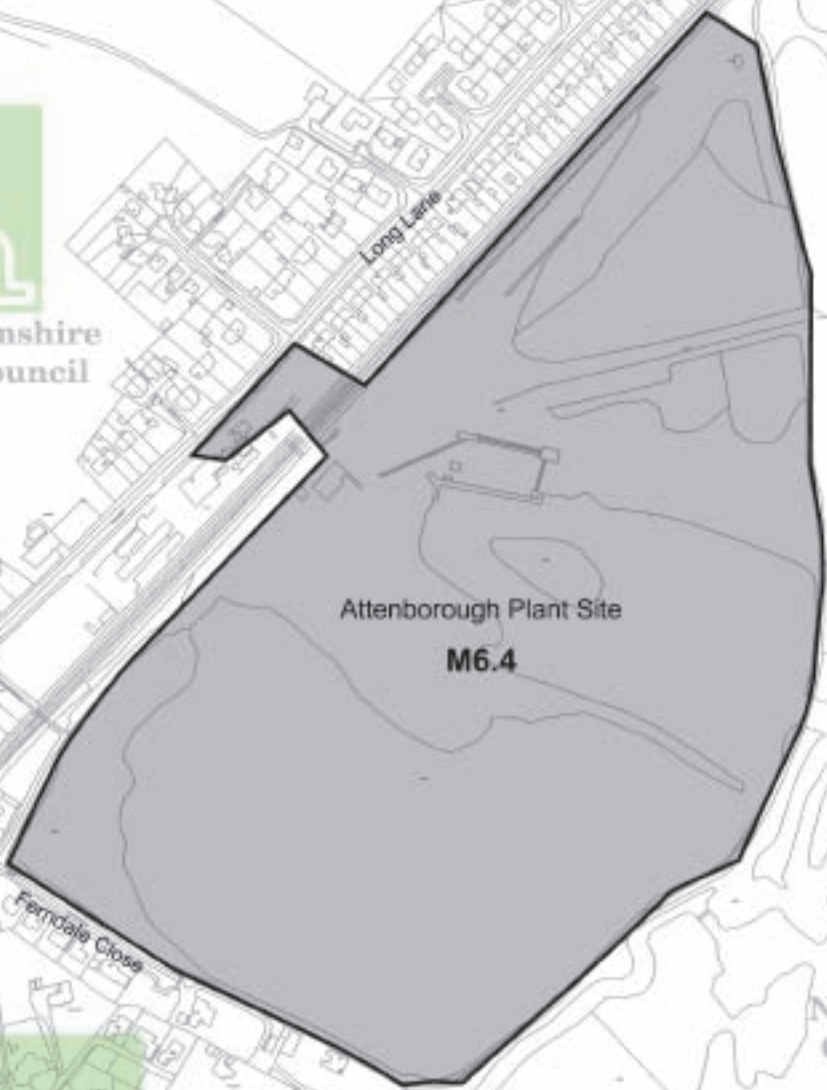 Long Lane
nshire
ouncil
Attenborough Plant Site
M6.4
Ferndale Close
N